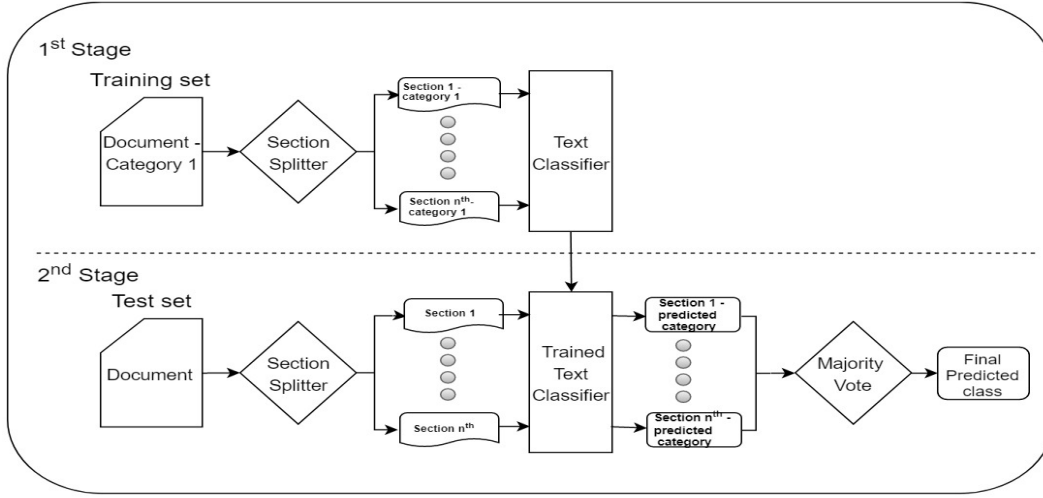 1st Stage
Training set
Document -
Category 1
Section
Splitter
Section 1 -
category 1
Section nth-
category 1
Text
Classifier
2nd Stage
Test set
Document
Section
Splitter
Section 1
Section nth
Trained
Text
Classifier
Section 1 -
predicted
category
Section nth -
predicted
category
Majority
Vote
Final
Predicted
class